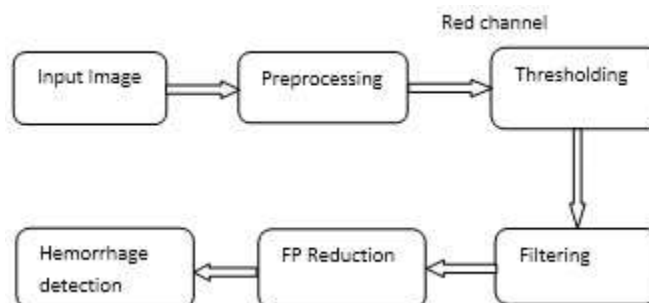 Red channel
Input Image
Preprocessing
Thresholding
Hemorrhage
detection
FP Reduction
Filtering